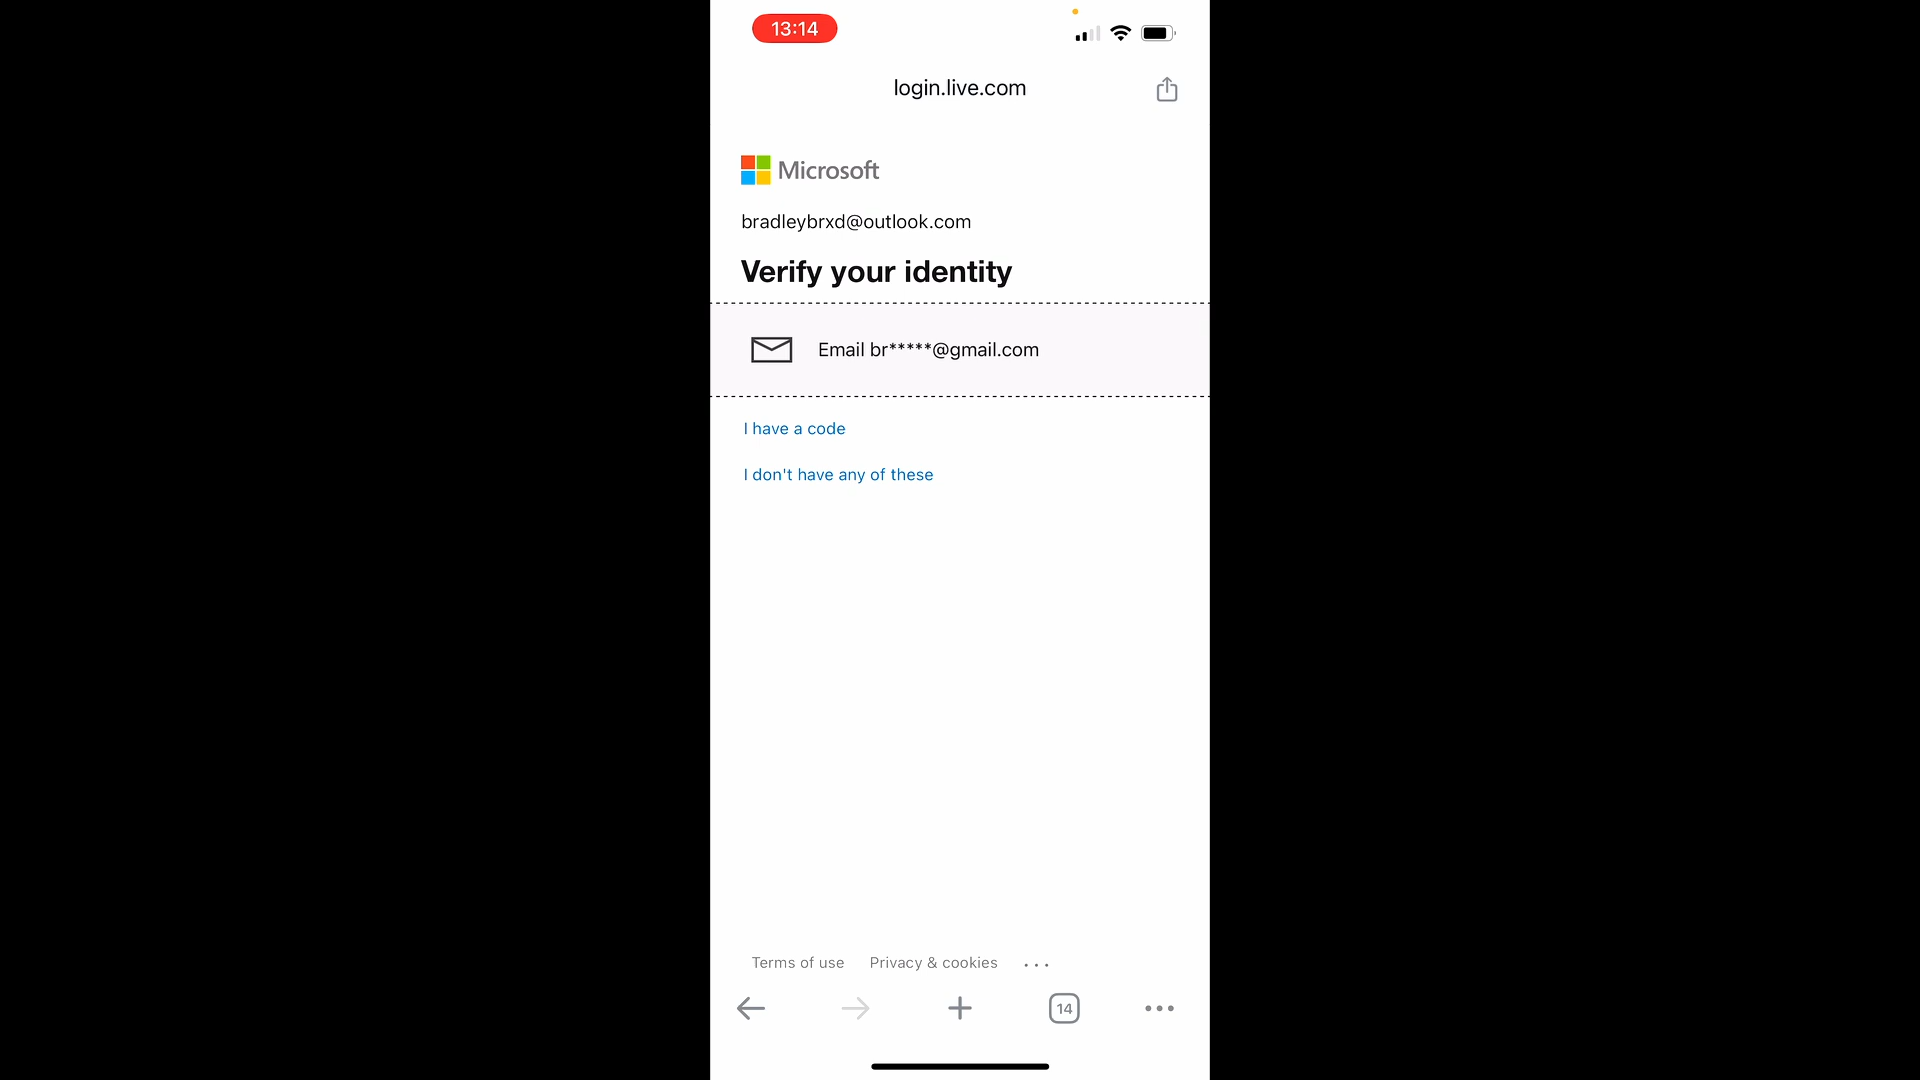 13:14
login.live.com
Microsoft
bradleybrxd@outlook.com
Verify your identity
Email br*****@gmail.com
I have a code
I don't have any of these
Terms of use Privacy & cookies ...
14